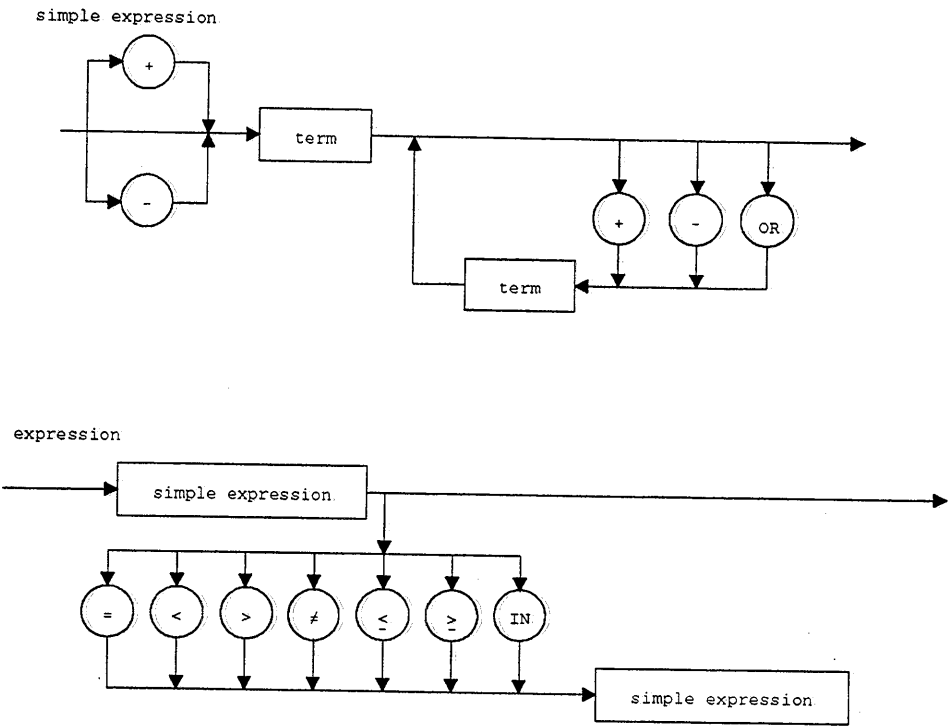 simple expression
+
term
-
+
-
OR
term
expression
simple expression
=
<
>
≠
≤
≥
IN
simple expression